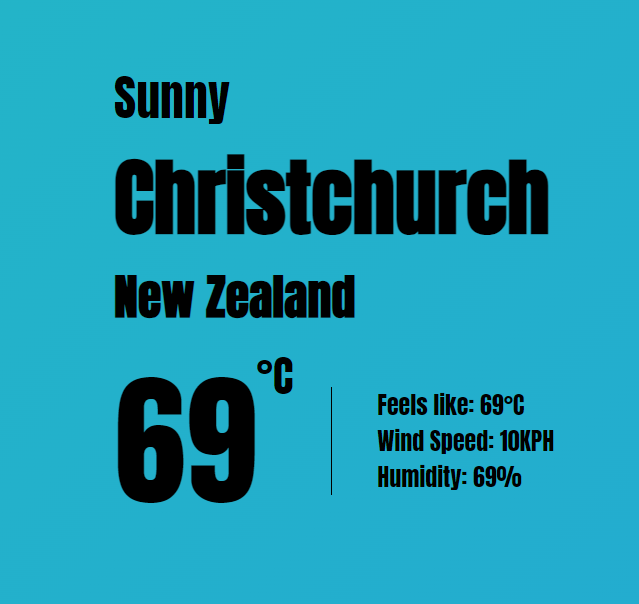 Sunny
Christchurch
New Zealand
69°C
Feels like: 69°C
Wind Speed: 10KPH
Humidity: 69%